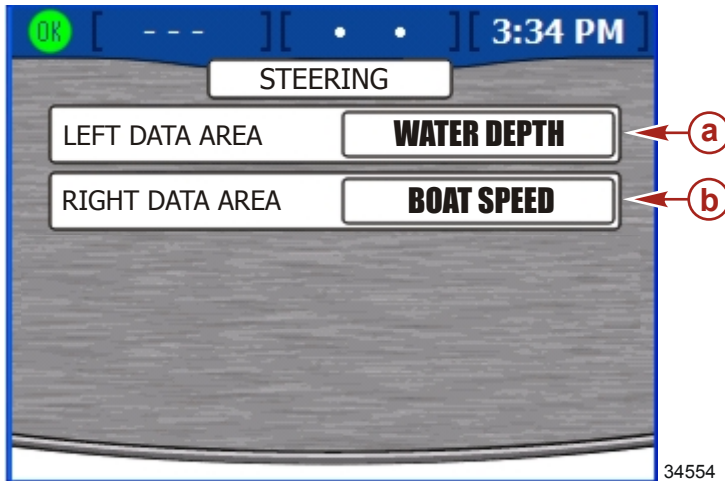 OK [ - - - ][ • • ][ 3:34 PM ]
STEERING
LEFT DATA AREA WATER DEPTH a
RIGHT DATA AREA BOAT SPEED b
34554